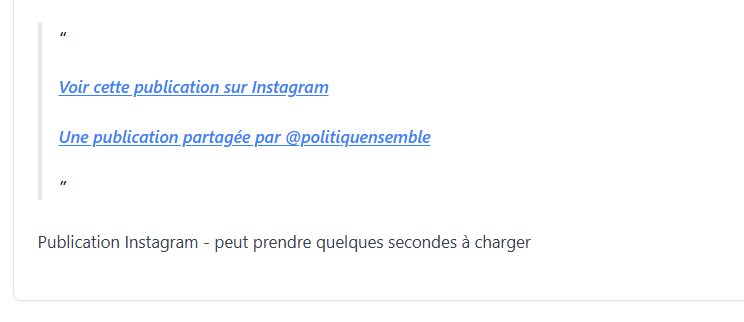 “
Voir cette publication sur Instagram
Une publication partagée par @politiquensemble
”
Publication Instagram - peut prendre quelques secondes à charger